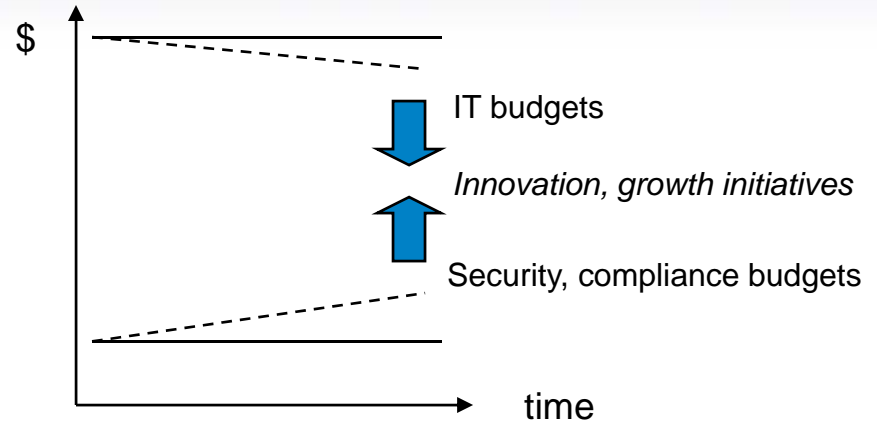 $
IT budgets
Innovation, growth initiatives
Security, compliance budgets
time